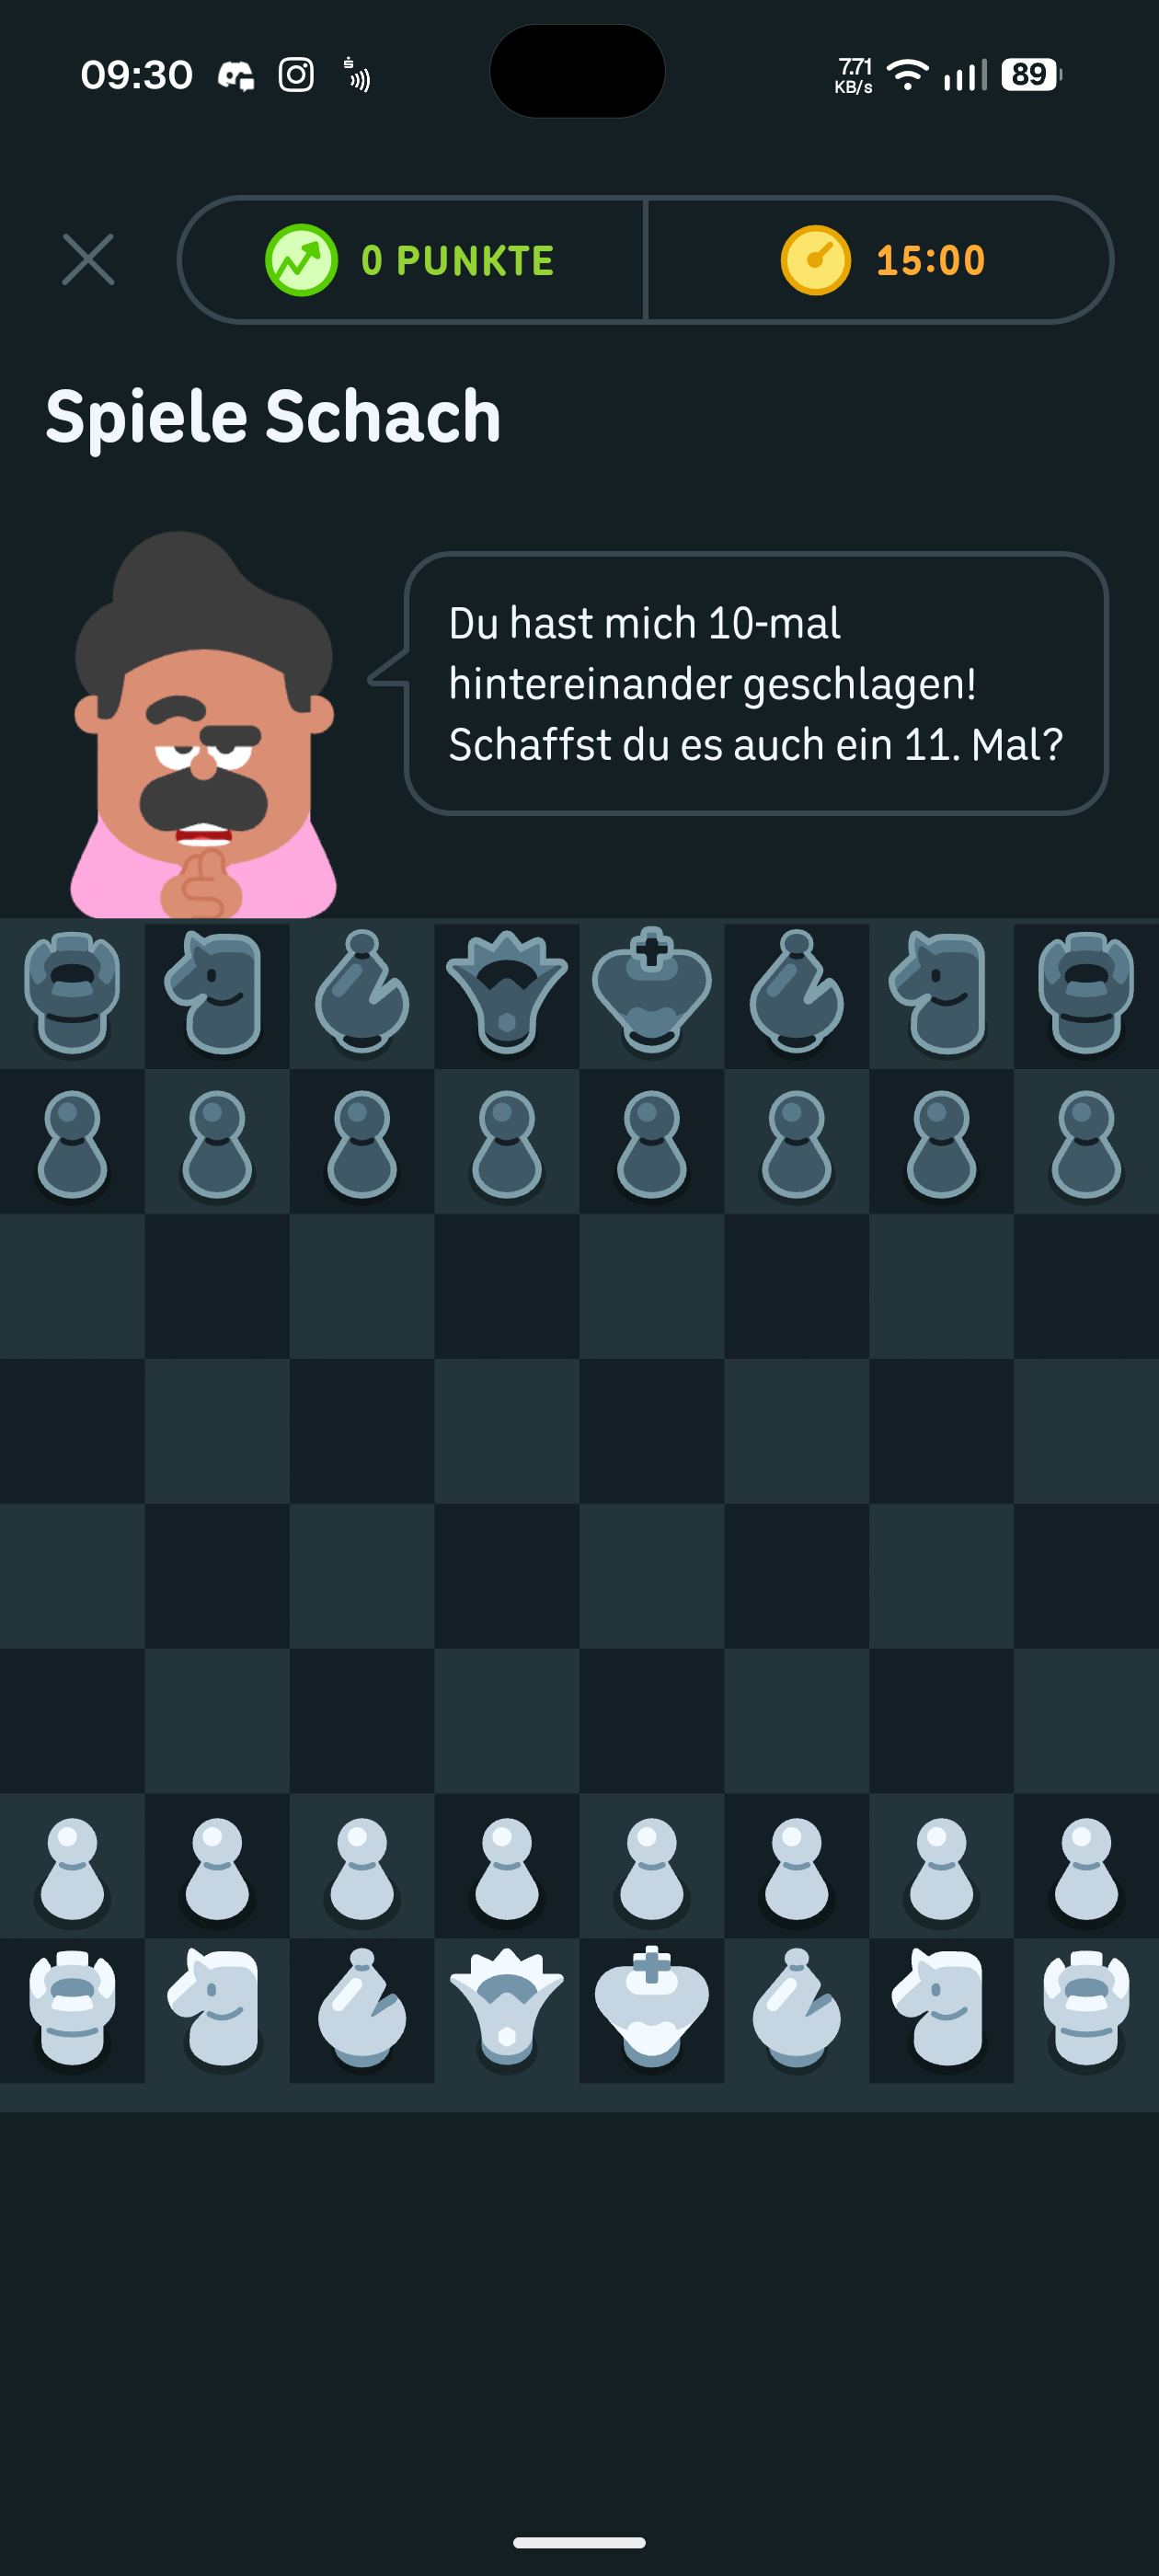 09:30
7.71
KB/s
89
0 PUNKTE
15:00
Spiele Schach
Du hast mich 10-mal
hintereinander geschlagen!
Schaffst du es auch ein 11. Mal?